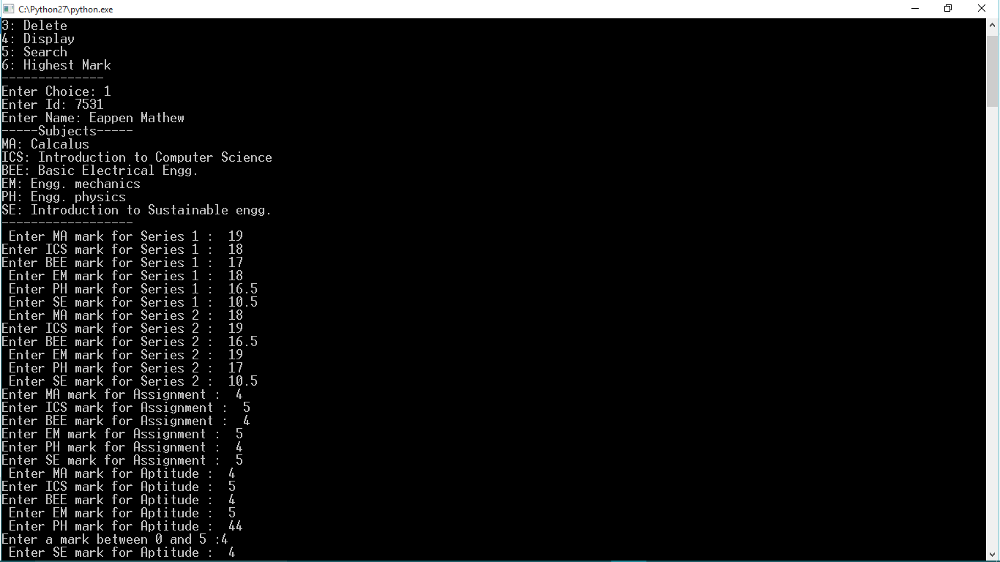 C:\Python27\python.exe
3: Delete
4: Display
5: Search
6: Highest Mark
--------------
Enter Choice: 1
Enter Id: 7531
Enter Name: Eappen Mathew
-----Subjects-----
MA: Calcalus
ICS: Introduction to Computer Science
BEE: Basic Electrical Engg.
EM: Engg. mechanics
PH: Engg. physics
SE: Introduction to Sustainable engg.
------------------
 Enter MA mark for Series 1 :  19
Enter ICS mark for Series 1 :  18
Enter BEE mark for Series 1 :  17
 Enter EM mark for Series 1 :  18
 Enter PH mark for Series 1 :  16.5
 Enter SE mark for Series 1 :  10.5
 Enter MA mark for Series 2 :  18
Enter ICS mark for Series 2 :  19
Enter BEE mark for Series 2 :  16.5
 Enter EM mark for Series 2 :  19
 Enter PH mark for Series 2 :  17
 Enter SE mark for Series 2 :  10.5
Enter MA mark for Assignment :  4
Enter ICS mark for Assignment :  5
Enter BEE mark for Assignment :  4
Enter EM mark for Assignment :  5
Enter PH mark for Assignment :  4
Enter SE mark for Assignment :  5
 Enter MA mark for Aptitude :  4
Enter ICS mark for Aptitude :  5
Enter BEE mark for Aptitude :  4
 Enter EM mark for Aptitude :  5
 Enter PH mark for Aptitude :  44
Enter a mark between 0 and 5 :4
 Enter SE mark for Aptitude :  4